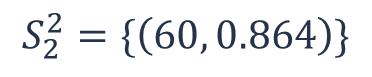 $S_2^2 = \{(60, 0.864)\}$